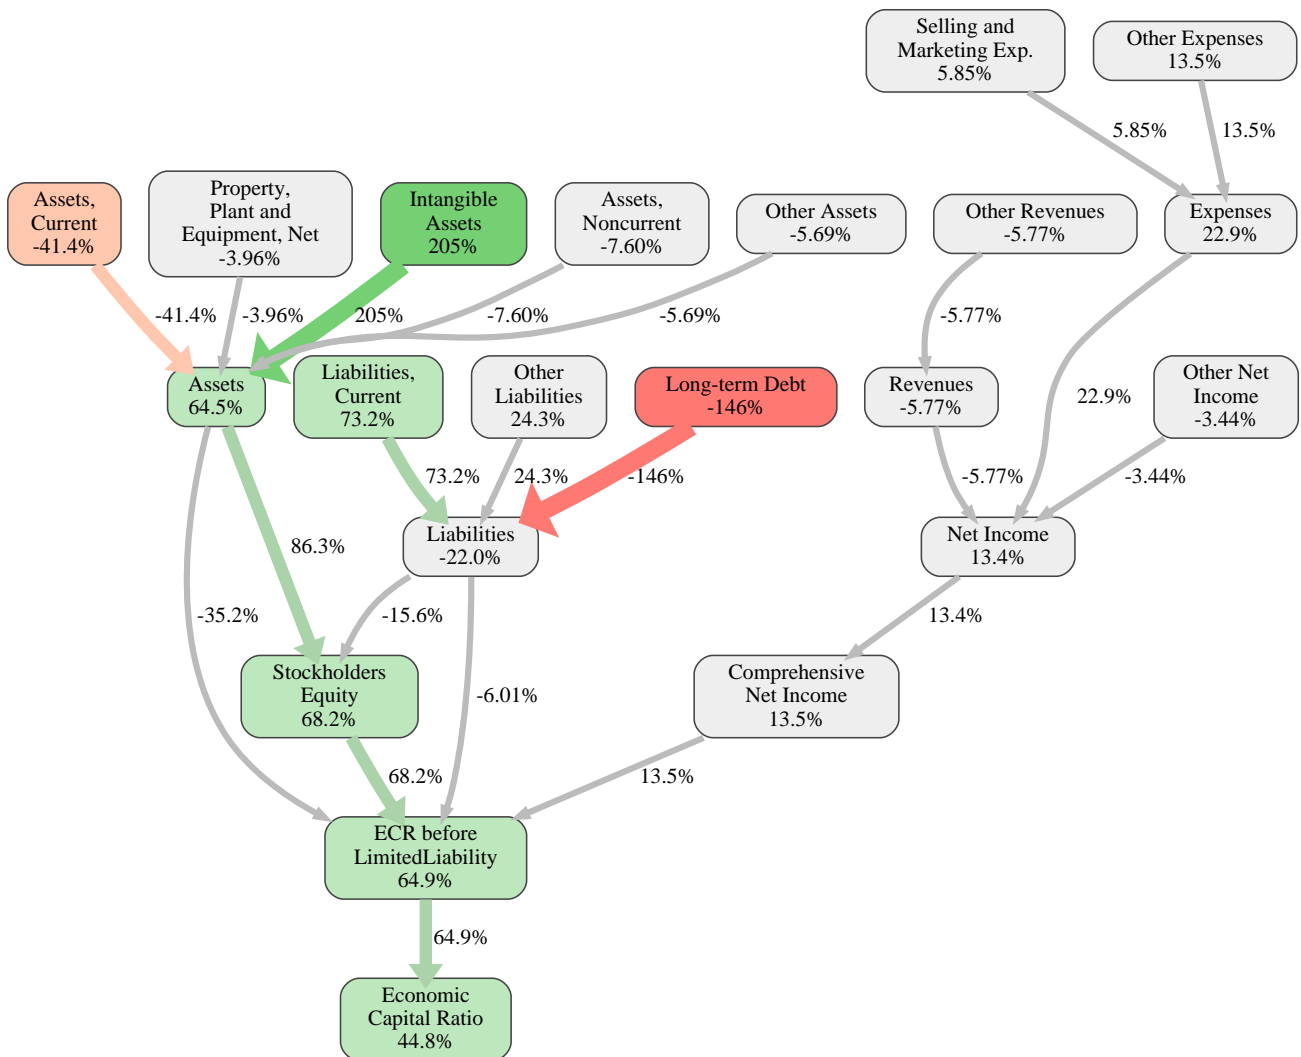 Selling and
Marketing Exp.
5.85%
Other Expenses
13.5%
5.85%
13.5%
Assets,
Current
-41.4%
Property,
Plant and
Equipment, Net
-3.96%
Intangible
Assets
205%
Assets,
Noncurrent
-7.60%
Other Assets
-5.69%
Other Revenues
-5.77%
Expenses
22.9%
-41.4%
-3.96%
205%
-7.60%
-5.69%
-5.77%
Assets
64.5%
Liabilities,
Current
73.2%
Other
Liabilities
24.3%
Long-term Debt
-146%
Revenues
-5.77%
22.9%
Other Net
Income
-3.44%
73.2%
24.3%
-146%
-5.77%
-3.44%
86.3%
Liabilities
-22.0%
Net Income
13.4%
-35.2%
-15.6%
13.4%
Stockholders
Equity
68.2%
-6.01%
Comprehensive
Net Income
13.5%
68.2%
13.5%
ECR before
LimitedLiability
64.9%
64.9%
Economic
Capital Ratio
44.8%